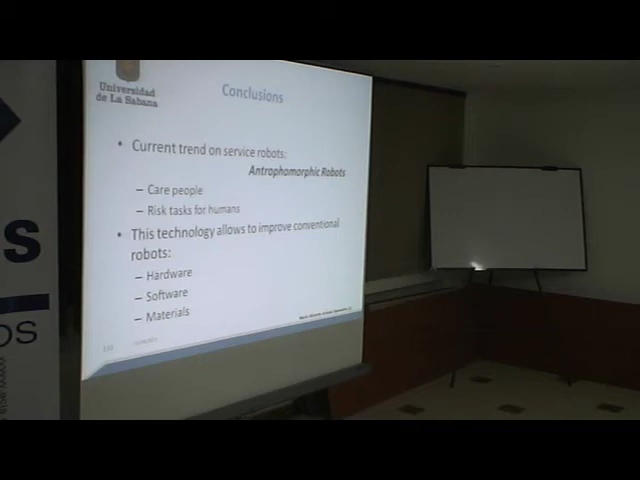 Universidad
de La Sabana
Conclusions
• Current trend on service robots:
Antrophomorphic Robots
– Care people
– Risk tasks for humans
• This technology allows to improve conventional
robots:
– Hardware
– Software
– Materials
S
OS